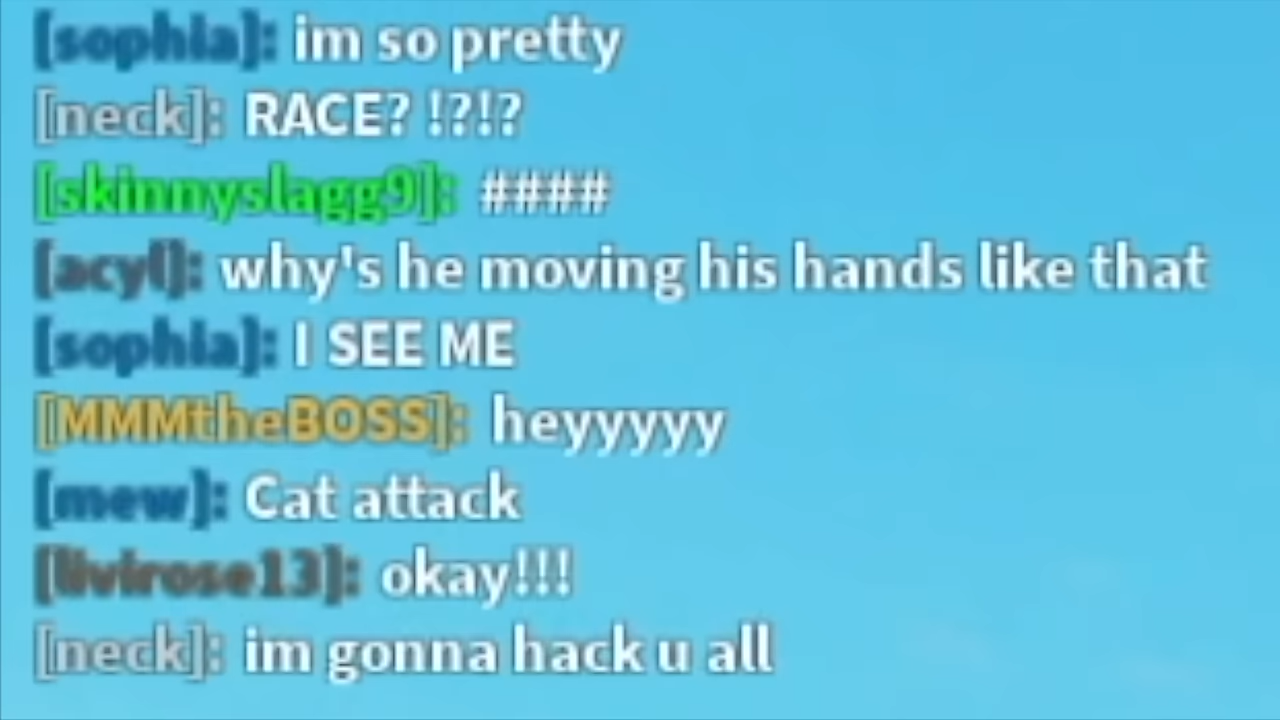 [sophia]: im so pretty
[neck]: RACE? !?!?
[skinnyslagg9]: ####
[acyl]: why's he moving his hands like that
[sophia]: I SEE ME
[MMMtheBOSS]: heyyyyy
[mew]: Cat attack
[livirose13]: okay!!!
[neck]: im gonna hack u all